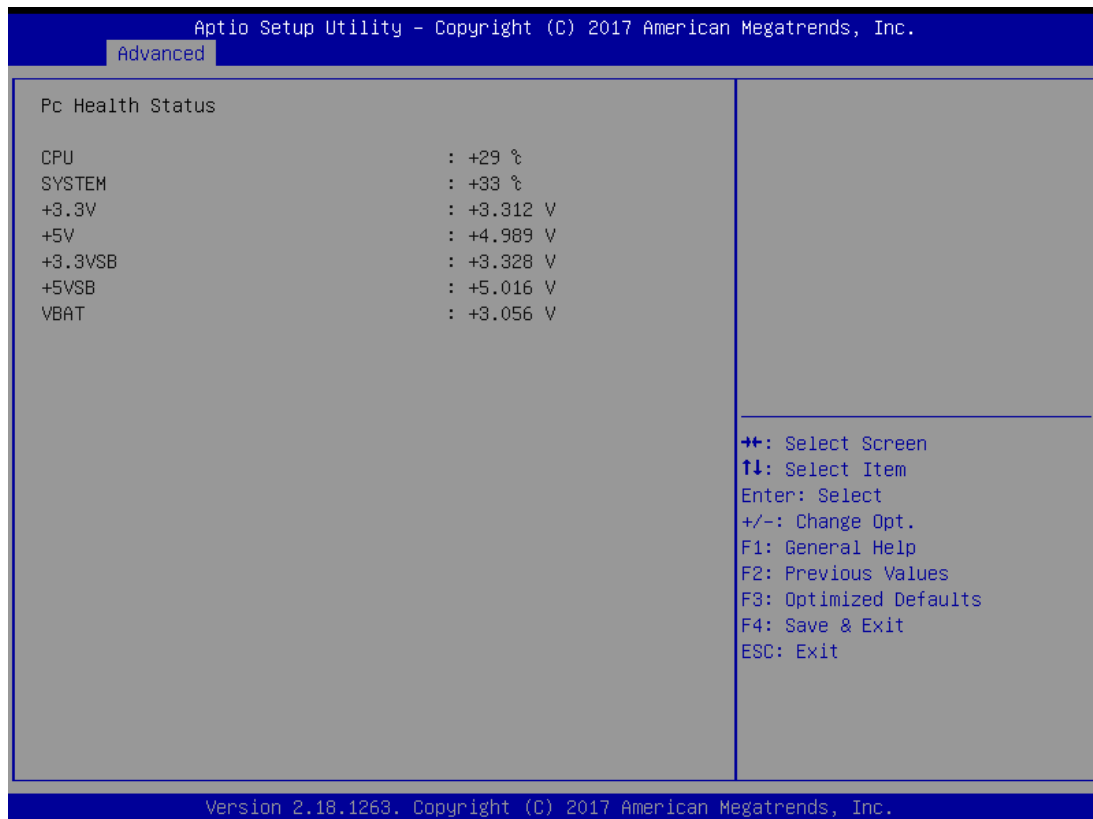 Aptio Setup Utility – Copyright (C) 2017 American Megatrends, Inc.
Advanced
Pc Health Status
CPU : +29 ℃
SYSTEM : +33 ℃
+3.3V : +3.312 V
+5V : +4.989 V
+3.3VSB : +3.328 V
+5VSB : +5.016 V
VBAT : +3.056 V
→←: Select Screen
↑↓: Select Item
Enter: Select
+/-: Change Opt.
F1: General Help
F2: Previous Values
F3: Optimized Defaults
F4: Save & Exit
ESC: Exit
Version 2.18.1263. Copyright (C) 2017 American Megatrends, Inc.